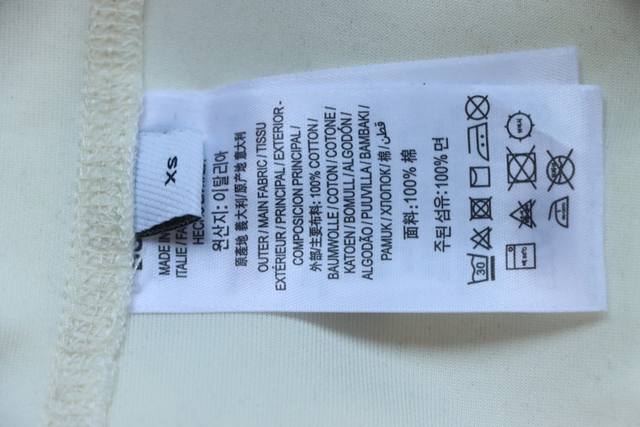 XS
MADE IN
ITALIE / FA
HECHO
원산지: 이탈리아
原產地 義大利/原产地 意大利
OUTER / MAIN FABRIC / TISSU
EXTÉRIEUR / PRINCIPAL / EXTERIOR -
COMPOSICION PRINCIPAL /
外部/主要布料: 100% COTTON /
BAUMWOLLE / COTON / COTONE /
KATOEN / BOMULL / ALGODÓN /
ALGODÃO / PUUVILLA / BAMBAKI /
PAMUK / ХЛОПОК / 棉 / قطن
面料: 100% 棉
주된 섬유: 100% 면
30